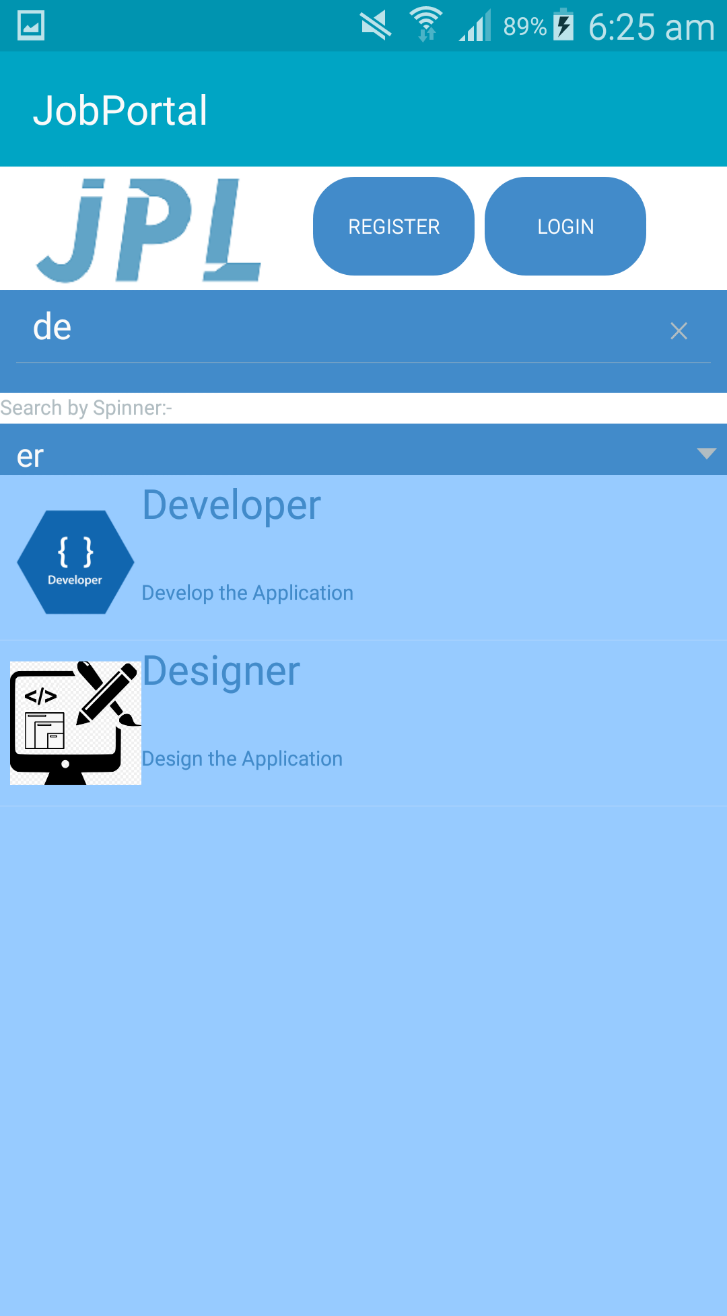 89% 6:25 am
JobPortal
JPL REGISTER LOGIN
de
Search by Spinner:-
er
Developer
{ }
Developer
Develop the Application
Designer
</>
Design the Application